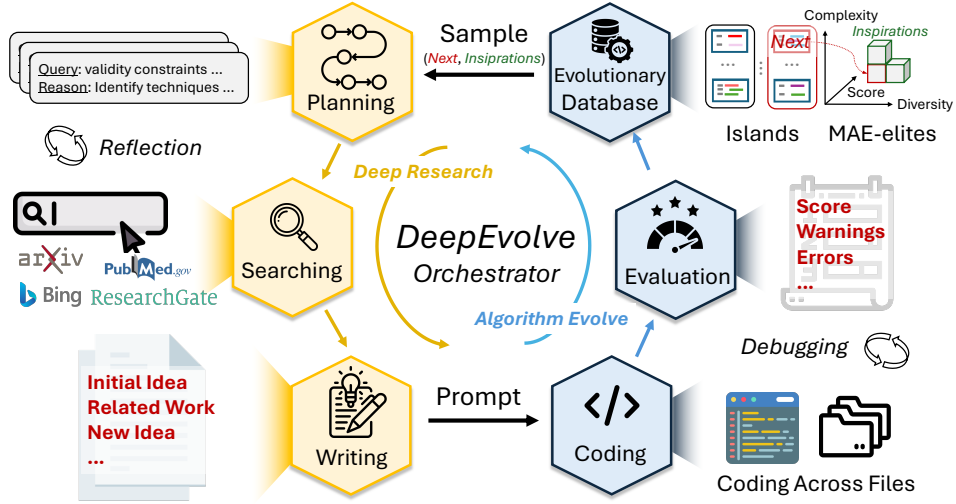 Query: validity constraints ...
Reason: Identify techniques ...
Planning
Sample
(Next, Insiprations)
Evolutionary
Database
Complexity
Next
Inspirations
Score
Diversity
Islands
MAE-elites
Reflection
Deep Research
arXiv
PubMed.gov
Bing
ResearchGate
Searching
DeepEvolve
Orchestrator
Evaluation
Score
Warnings
Errors
...
Algorithm Evolve
Debugging
Initial Idea
Related Work
New Idea
...
Writing
Prompt
</>
Coding
Coding Across Files